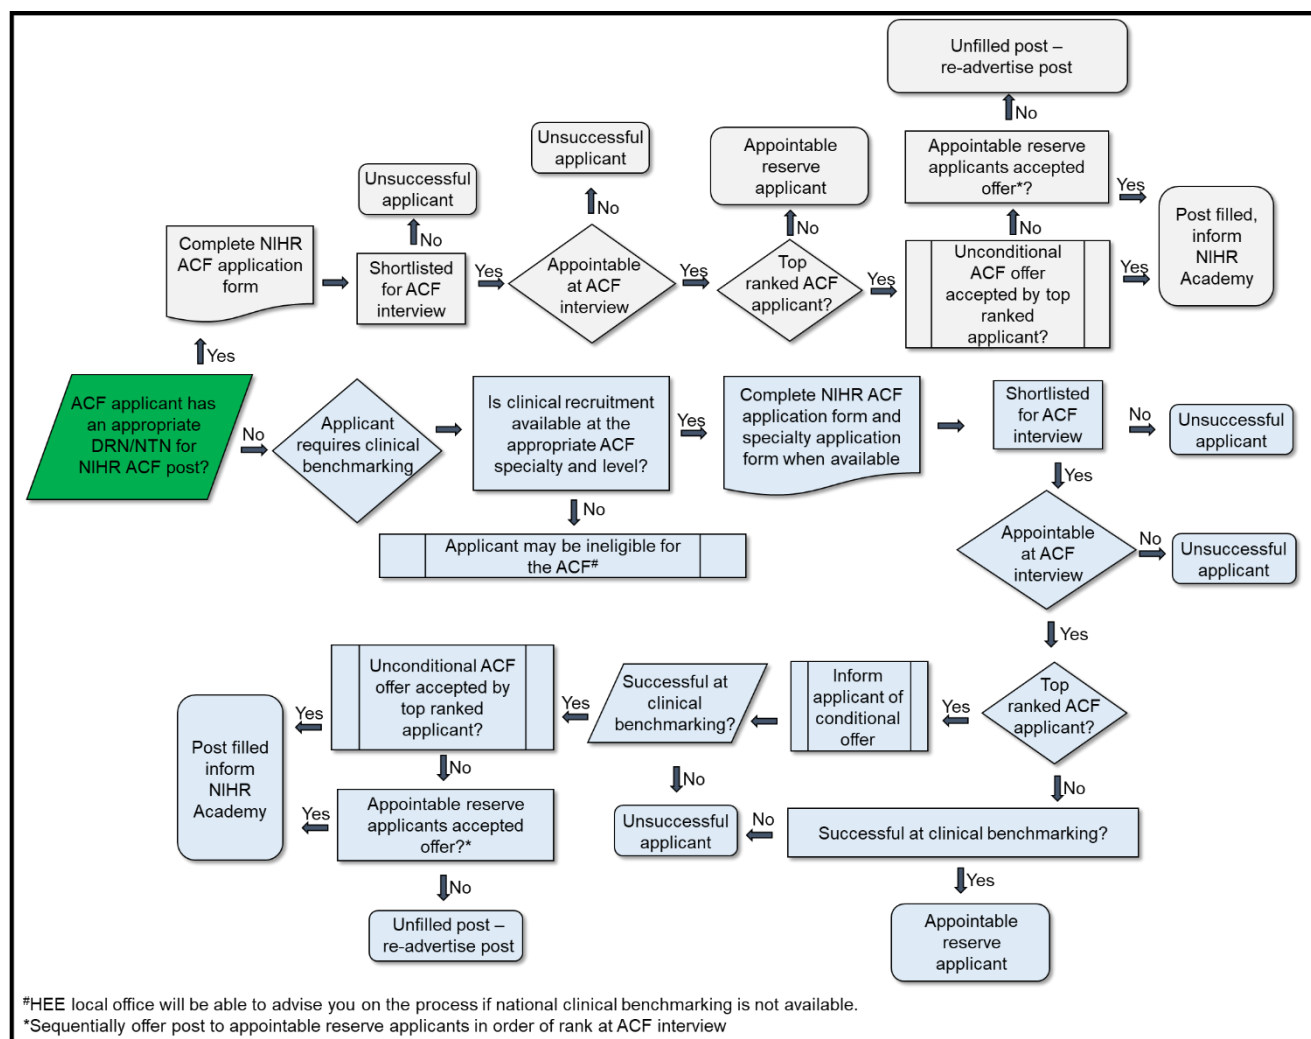 Unfilled post –
re-advertise post
No
Unsuccessful
applicant
No
Appointable
reserve
applicant
No
Appointable reserve
applicants accepted
offer*?
Yes
No
Unsuccessful
applicant
No
Complete NIHR
ACF application
form
Shortlisted
for ACF
interview
Yes
Appointable
at ACF
interview
Yes
Top
ranked ACF
applicant?
Yes
Unconditional
ACF offer
accepted by top
ranked
applicant?
Yes
Post filled,
inform
NIHR
Academy
Yes
ACF applicant has
an appropriate
DRN/NTN for
NIHR ACF post?
No
Applicant
requires clinical
benchmarking
Is clinical recruitment
available at the
appropriate ACF
specialty and level?
Yes
Complete NIHR ACF
application form and
specialty application
form when available
Shortlisted
for ACF
interview
No
Unsuccessful
applicant
No
Applicant may be ineligible for
the ACF#
Yes
Appointable
at ACF
interview
No
Unsuccessful
applicant
Yes
Top
ranked ACF
applicant?
Yes
Inform
applicant of
conditional
offer
Successful at
clinical
benchmarking?
Yes
Unconditional ACF
offer accepted by
top ranked
applicant?
Yes
Post filled
inform
NIHR
Academy
No
Appointable reserve
applicants accepted
offer?*
Yes
No
Unfilled post –
re-advertise post
No
Unsuccessful
applicant
No
No
Successful at clinical benchmarking?
Yes
Appointable
reserve
applicant
#HEE local office will be able to advise you on the process if national clinical benchmarking is not available.
*Sequentially offer post to appointable reserve applicants in order of rank at ACF interview